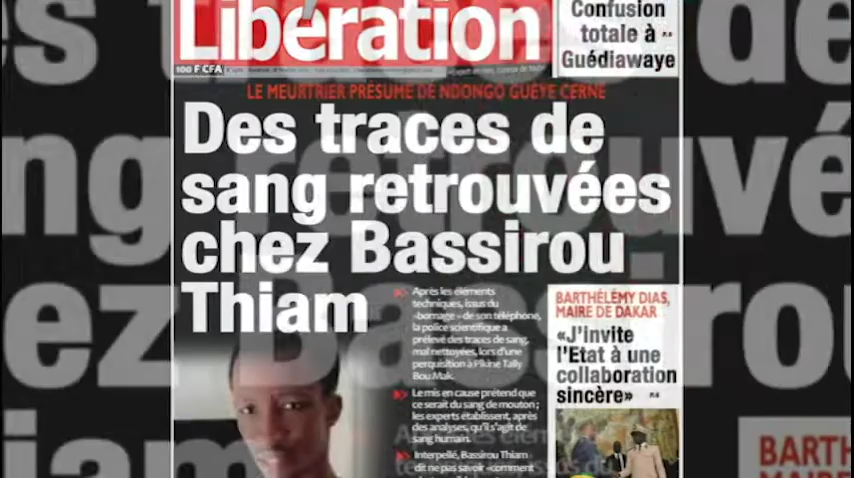 Libération
100 F CFA
Confusion
totale à
Guédiawaye
LE MEURTRIER PRÉSUMÉ DE NDONGO GUÈYE CERNÉ
Des traces de
sang retrouvées
chez Bassirou
Thiam
Après les éléments
techniques, issus du
«bornage» de son téléphone,
la police scientifique a
prélevé des traces de sang,
mal nettoyées, lors d'une
perquisition à Pikine Tally
Bou Mak.
Le mis en cause prétend que
ce serait du sang de mouton ;
les experts établissent, après
des analyses, qu'il s'agit de
sang humain.
Interpellé, Bassirou Thiam
dit ne pas savoir «comment
BARTHÉLÉMY DIAS,
MAIRE DE DAKAR
«J'invite
l'Etat à une
collaboration
sincère»
BARTH
MAIRE